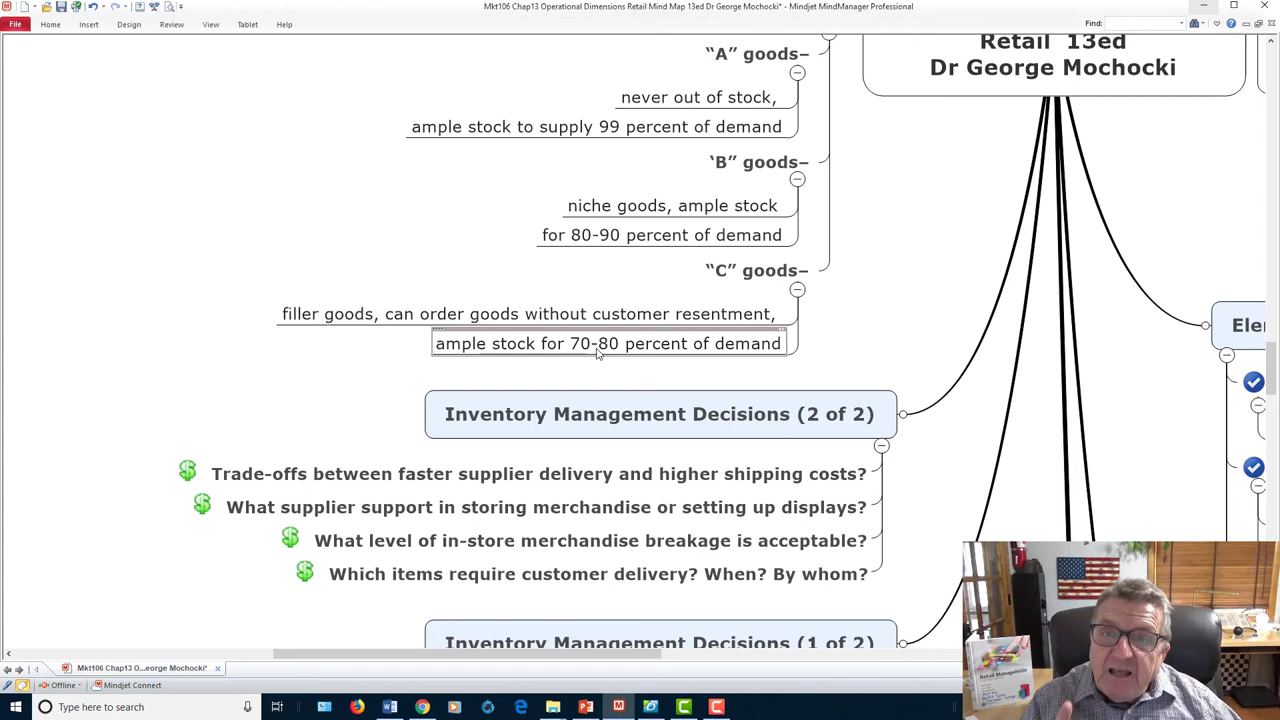 Mkt106 Chap13 Operational Dimensions Retail Mind Map 13ed Dr George Mochocki* - Mindjet MindManager Professional
File Home Insert Design Review View Tablet Help
Find:
Retail 13ed
Dr George Mochocki
"A" goods–
never out of stock,
ample stock to supply 99 percent of demand
'B" goods–
niche goods, ample stock
for 80-90 percent of demand
"C" goods–
filler goods, can order goods without customer resentment,
ample stock for 70-80 percent of demand
Inventory Management Decisions (2 of 2)
Trade-offs between faster supplier delivery and higher shipping costs?
What supplier support in storing merchandise or setting up displays?
What level of in-store merchandise breakage is acceptable?
Which items require customer delivery? When? By whom?
Inventory Management Decisions (1 of 2)
Ele
Retail Management
Mkt106 Chap13 O...eorge Mochocki*
Offline Mindjet Connect
Type here to search